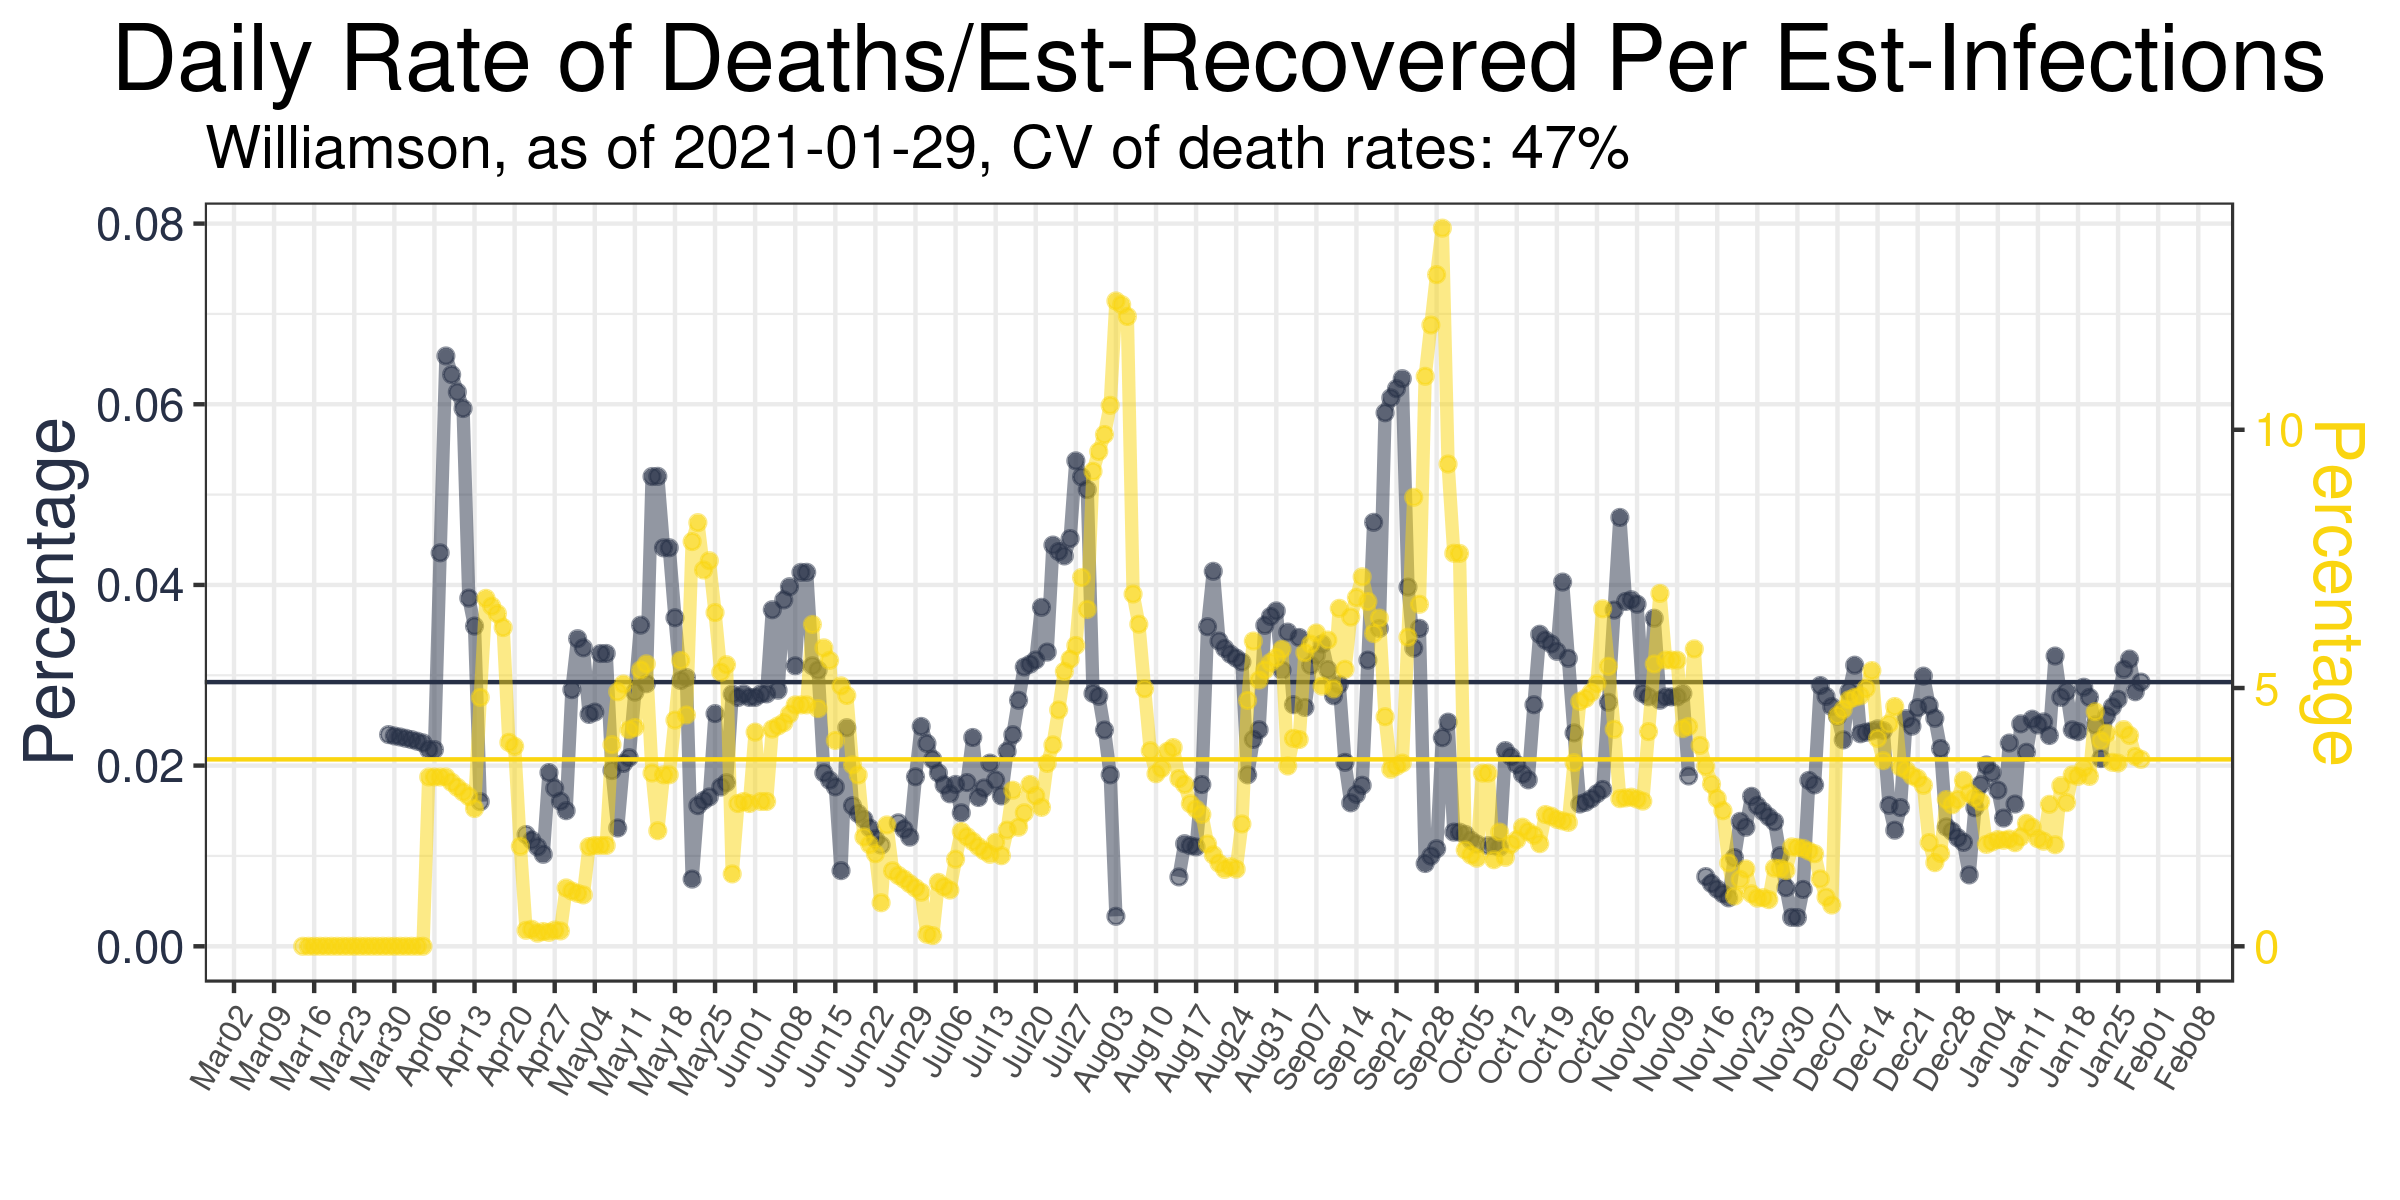 Daily Rate of Deaths/Est-Recovered Per Est-Infections
Williamson, as of 2021-01-29, CV of death rates: 47%
Percentage
0.08
0.06
0.04
0.02
0.00
10
5
0
Percentage
Mar02 Mar09 Mar16 Mar23 Mar30 Apr06 Apr13 Apr20 Apr27 May04 May11 May18 May25 Jun01 Jun08 Jun15 Jun22 Jun29 Jul06 Jul13 Jul20 Jul27 Aug03 Aug10 Aug17 Aug24 Aug31 Sep07 Sep14 Sep21 Sep28 Oct05 Oct12 Oct19 Oct26 Nov02 Nov09 Nov16 Nov23 Nov30 Dec07 Dec14 Dec21 Dec28 Jan04 Jan11 Jan18 Jan25 Feb01 Feb08